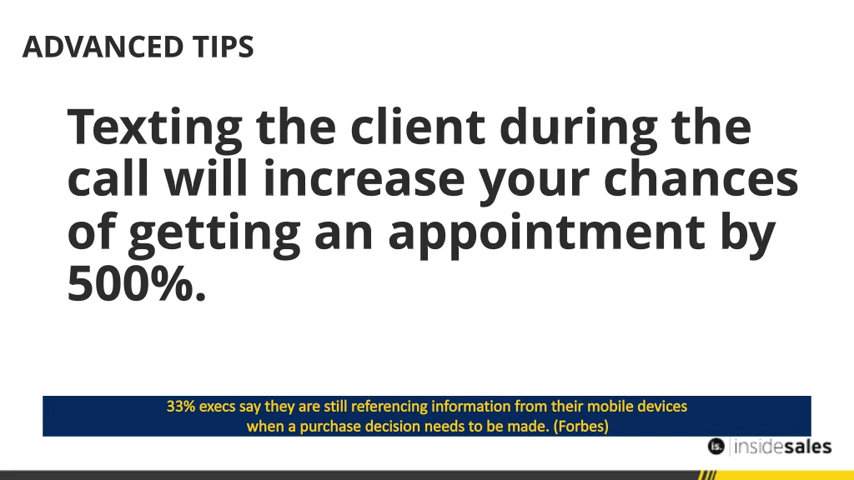 ADVANCED TIPS
Texting the client during the
call will increase your chances
of getting an appointment by
500%.
33% execs say they are still referencing information from their mobile devices
when a purchase decision needs to be made. (Forbes)
is. insidesales